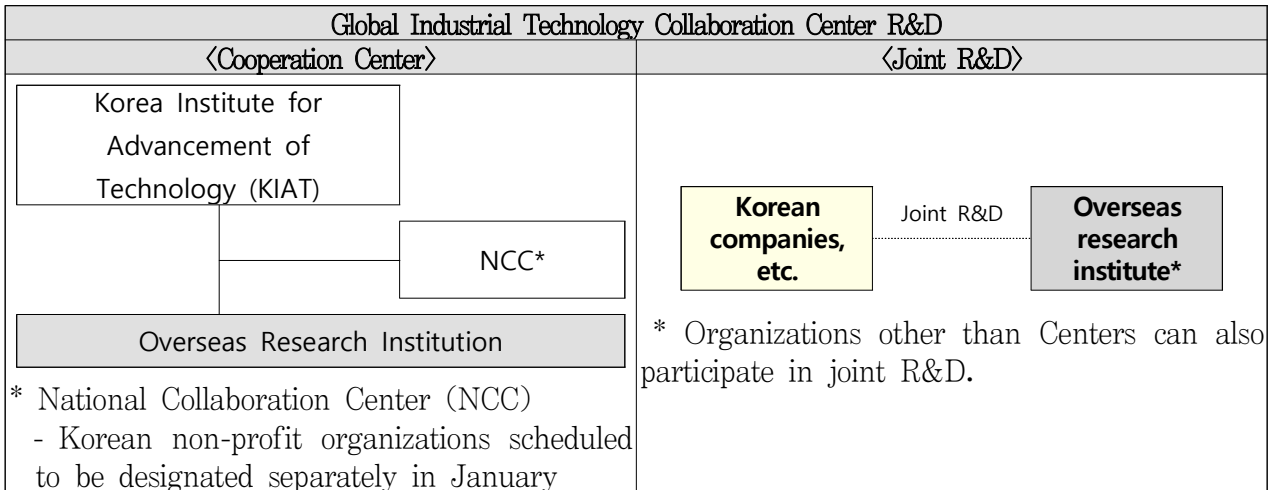 Global Industrial Technology Collaboration Center R&D
〈Cooperation Center〉
〈Joint R&D〉
Korea Institute for
Advancement of
Technology (KIAT)
NCC*
Overseas Research Institution
* National Collaboration Center (NCC)
- Korean non-profit organizations scheduled
to be designated separately in January
Korean
companies,
etc.
Joint R&D
Overseas
research
institute*
* Organizations other than Centers can also
participate in joint R&D.